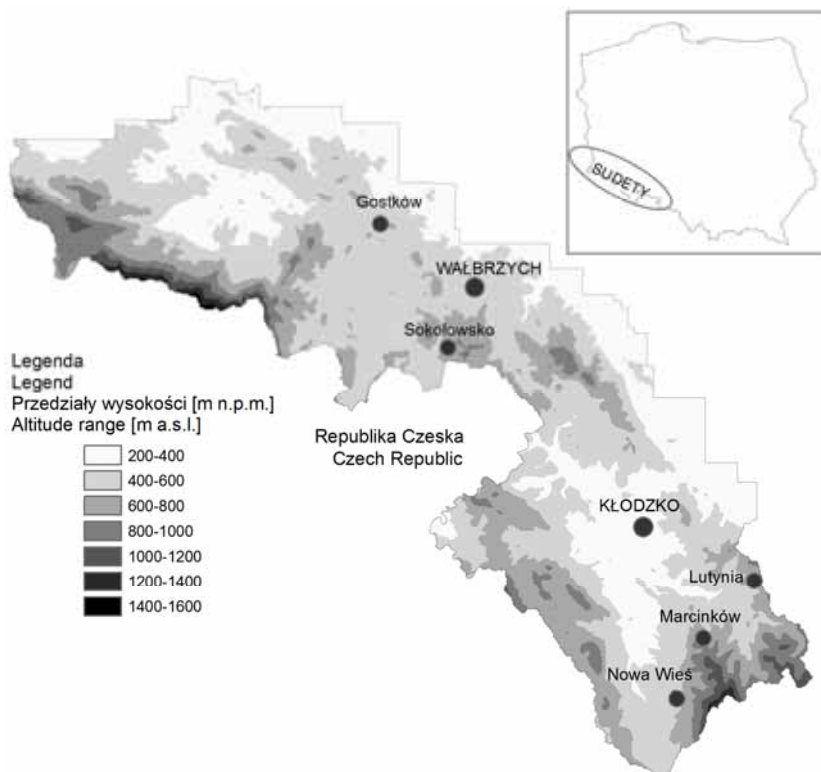 SUDETY
Gostków
WAŁBRZYCH
Sokołowsko
Legenda
Legend
Przedziały wysokości [m n.p.m.]
Altitude range [m a.s.l.]
200-400
400-600
600-800
800-1000
1000-1200
1200-1400
1400-1600
Republika Czeska
Czech Republic
KŁODZKO
Lutynia
Marcinków
Nowa Wieś